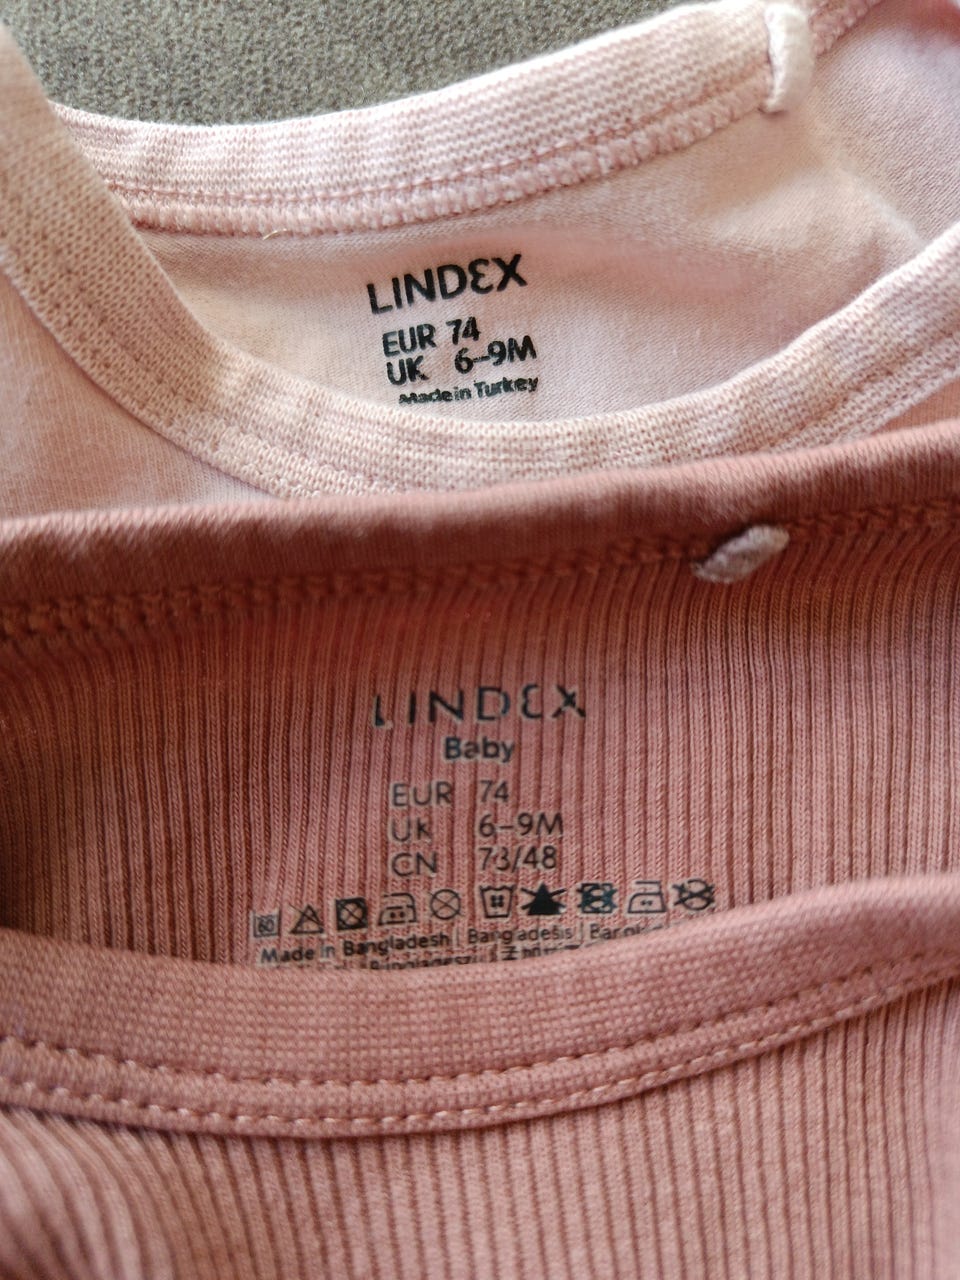 LINDEX
EUR 74
UK 6-9M
Made in Turkey
LINDEX
Baby
EUR 74
UK 6-9M
CN 73/48
Made in Bangladesh | Bangladešis |